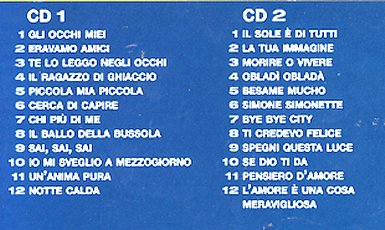 CD 1
1 GLI OCCHI MIEI
2 ERAVAMO AMICI
3 TE LO LEGGO NEGLI OCCHI
4 IL RAGAZZO DI GHIACCIO
5 PICCOLA MIA PICCOLA
6 CERCA DI CAPIRE
7 CHI PIÙ DI ME
8 IL BALLO DELLA BUSSOLA
9 SAI, SAI, SAI
10 IO MI SVEGLIO A MEZZOGIORNO
11 UN'ANIMA PURA
12 NOTTE CALDA
CD 2
1 IL SOLE È DI TUTTI
2 LA TUA IMMAGINE
3 MORIRE O VIVERE
4 OBLADÌ OBLADÀ
5 BESAME MUCHO
6 SIMONE SIMONETTE
7 BYE BYE CITY
8 TI CREDEVO FELICE
9 SPEGNI QUESTA LUCE
10 SE DIO TI DA
11 PENSIERO D'AMORE
12 L'AMORE È UNA COSA
MERAVIGLIOSA